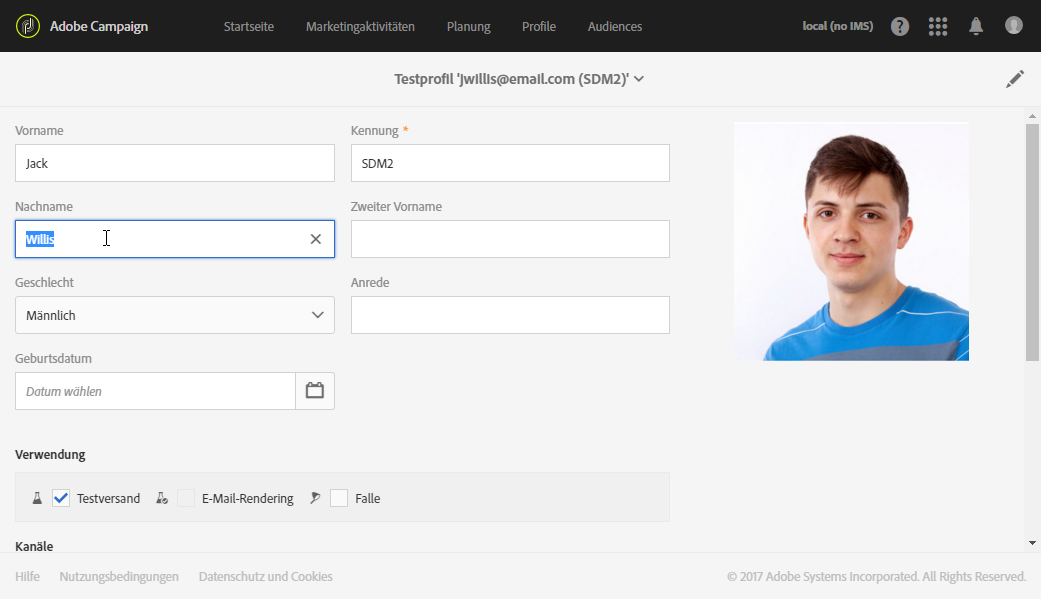 Adobe Campaign Startseite Marketingaktivitäten Planung Profile Audiences local (no IMS) ?
Testprofil 'jwillis@email.com (SDM2)'
Vorname Kennung *
Jack SDM2
Nachname Zweiter Vorname
Willis
Geschlecht Anrede
Männlich
Geburtsdatum
Datum wählen
Verwendung
Testversand E-Mail-Rendering Falle
Kanäle
Hilfe Nutzungsbedingungen Datenschutz und Cookies © 2017 Adobe Systems Incorporated. All Rights Reserved.